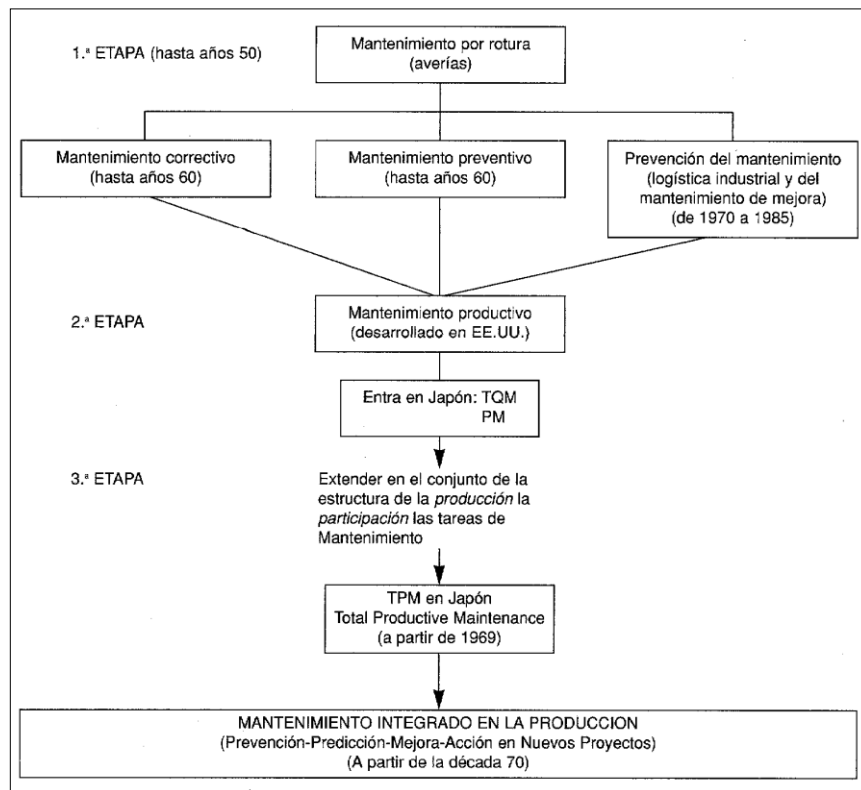 1.ª ETAPA (hasta años 50)
Mantenimiento por rotura
(averías)
Mantenimiento correctivo
(hasta años 60)
Mantenimiento preventivo
(hasta años 60)
Prevención del mantenimiento
(logística industrial y del
mantenimiento de mejora)
(de 1970 a 1985)
2.ª ETAPA
Mantenimiento productivo
(desarrollado en EE.UU.)
Entra en Japón: TQM
PM
3.ª ETAPA
Extender en el conjunto de la
estructura de la producción la
participación las tareas de
Mantenimiento
TPM en Japón
Total Productive Maintenance
(a partir de 1969)
MANTENIMIENTO INTEGRADO EN LA PRODUCCION
(Prevención-Predicción-Mejora-Acción en Nuevos Proyectos)
(A partir de la década 70)